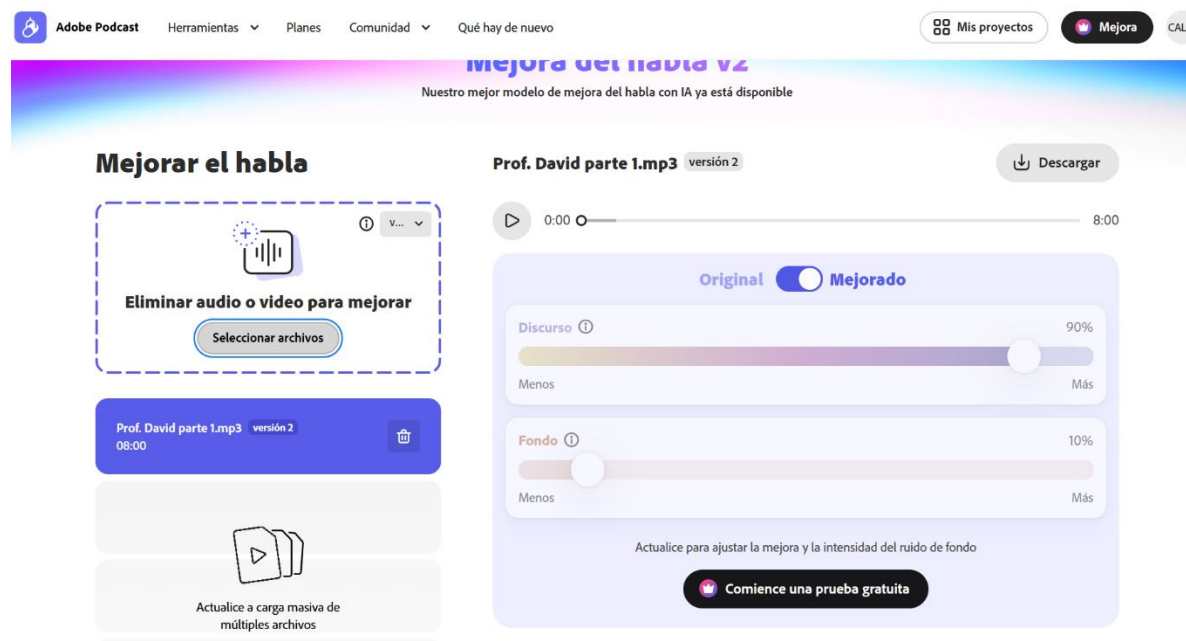 Adobe Podcast Herramientas Planes Comunidad Qué hay de nuevo Mis proyectos Mejora CAL
Mejora del habla v2
Nuestro mejor modelo de mejora del habla con IA ya está disponible
Mejorar el habla
v...
Eliminar audio o video para mejorar
Seleccionar archivos
Prof. David parte 1.mp3 versión 2
08:00
Actualice a carga masiva de
múltiples archivos
Prof. David parte 1.mp3 versión 2 Descargar
0:00 8:00
Original Mejorado
Discurso 90%
Menos Más
Fondo 10%
Menos Más
Actualice para ajustar la mejora y la intensidad del ruido de fondo
Comience una prueba gratuita